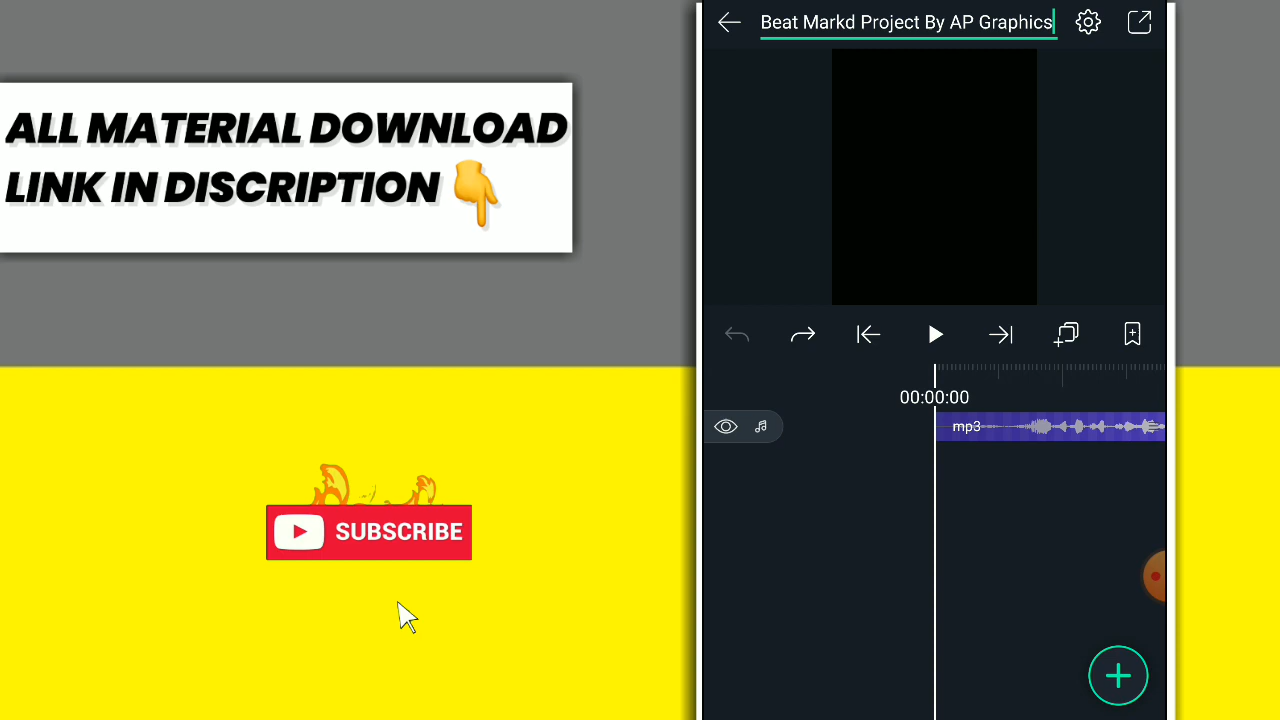 ALL MATERIAL DOWNLOAD
LINK IN DISCRIPTION
SUBSCRIBE
Beat Markd Project By AP Graphics
00:00:00
mp3